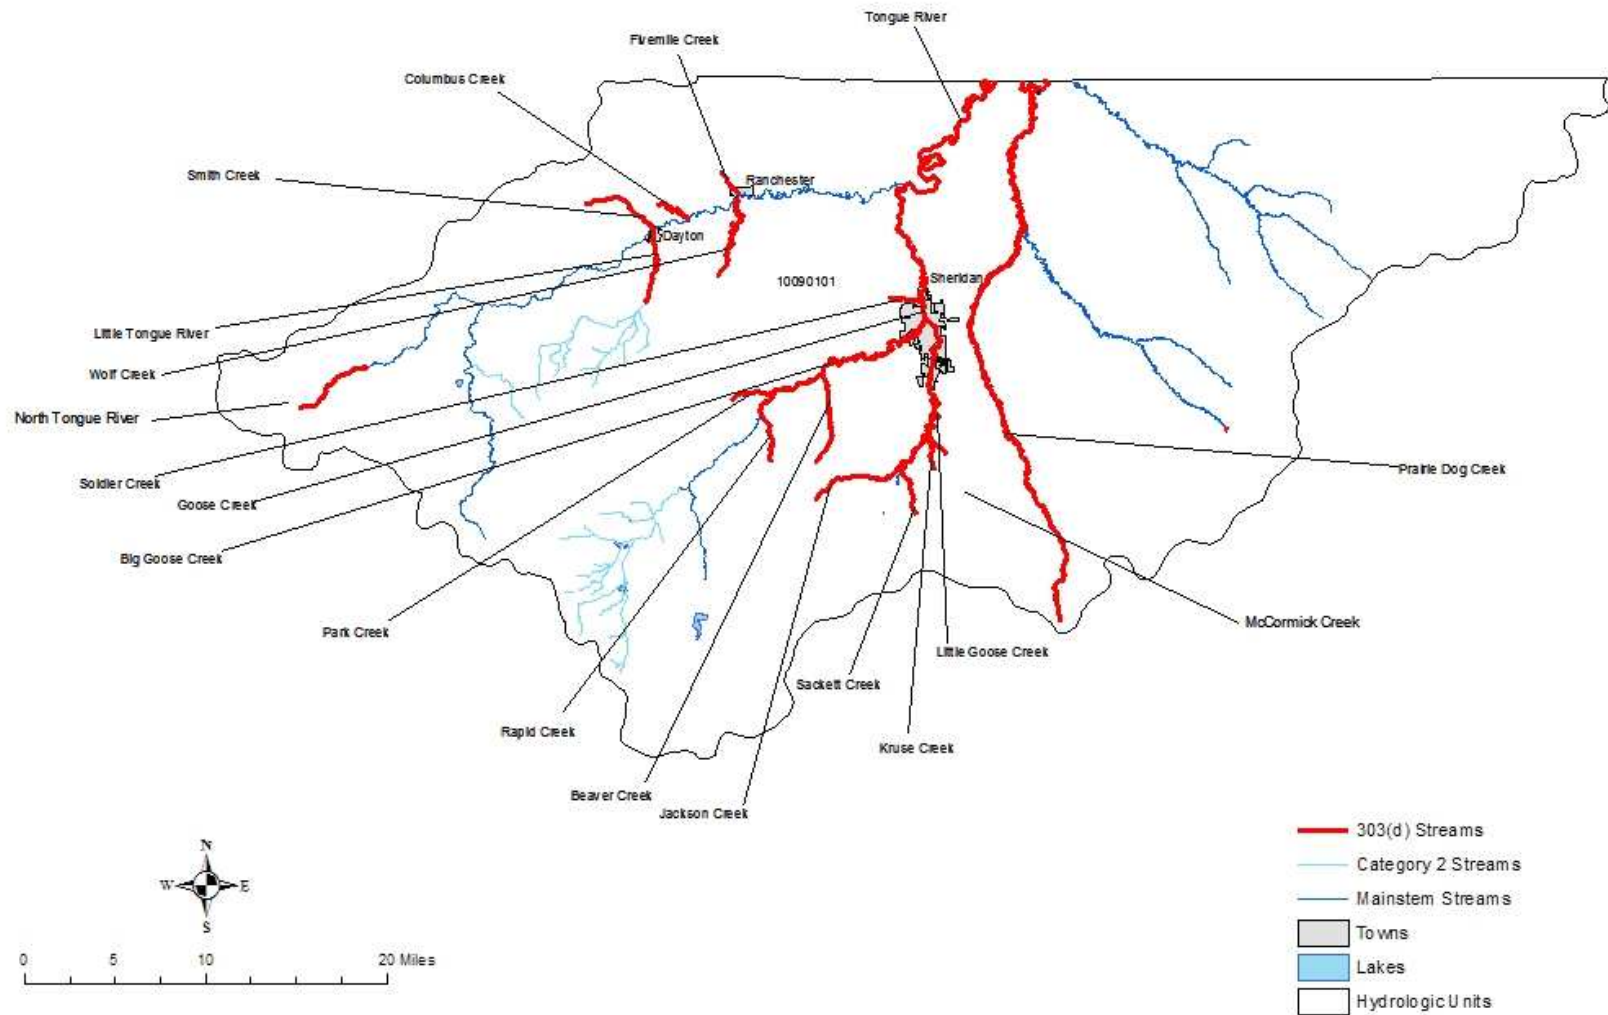 Tongue River
Fivemile Creek
Columbus Creek
Smith Creek
Ranchester
Dayton
10090101
Sheridan
Little Tongue River
Wolf Creek
North Tongue River
Soldier Creek
Goose Creek
Big Goose Creek
Prairie Dog Creek
Park Creek
McCormick Creek
Little Goose Creek
Sackett Creek
Rapid Creek
Kruse Creek
Beaver Creek
Jackson Creek
N
W E
S
0 5 10 20 Miles
303(d) Streams
Category 2 Streams
Mainstem Streams
Towns
Lakes
Hydrologic Units